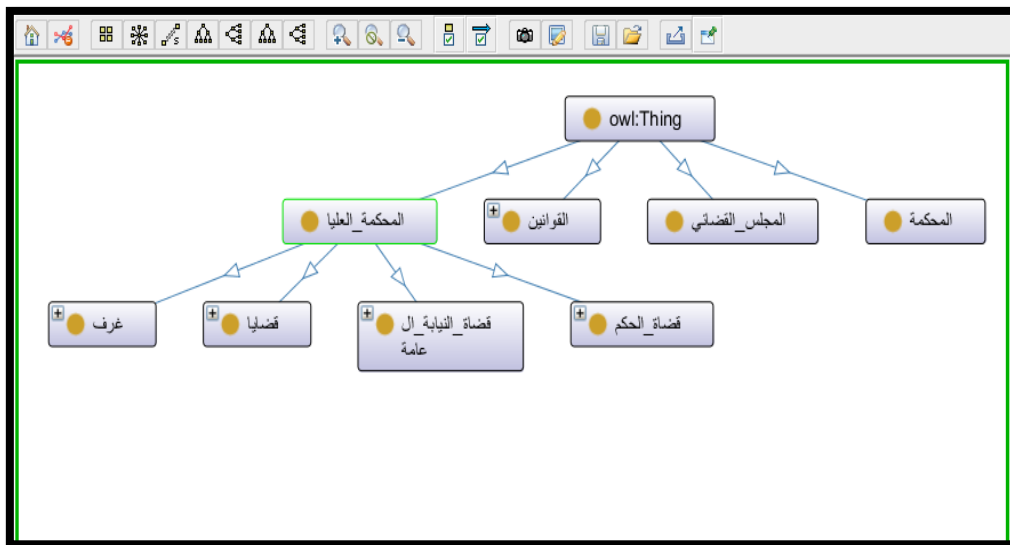 owl:Thing
المحكمة
المجلس_القضائي
القوانين
المحكمة_العليا
قضاة_الحكم
قضاة_النيابة_ال
عامة
قضايا
غرف